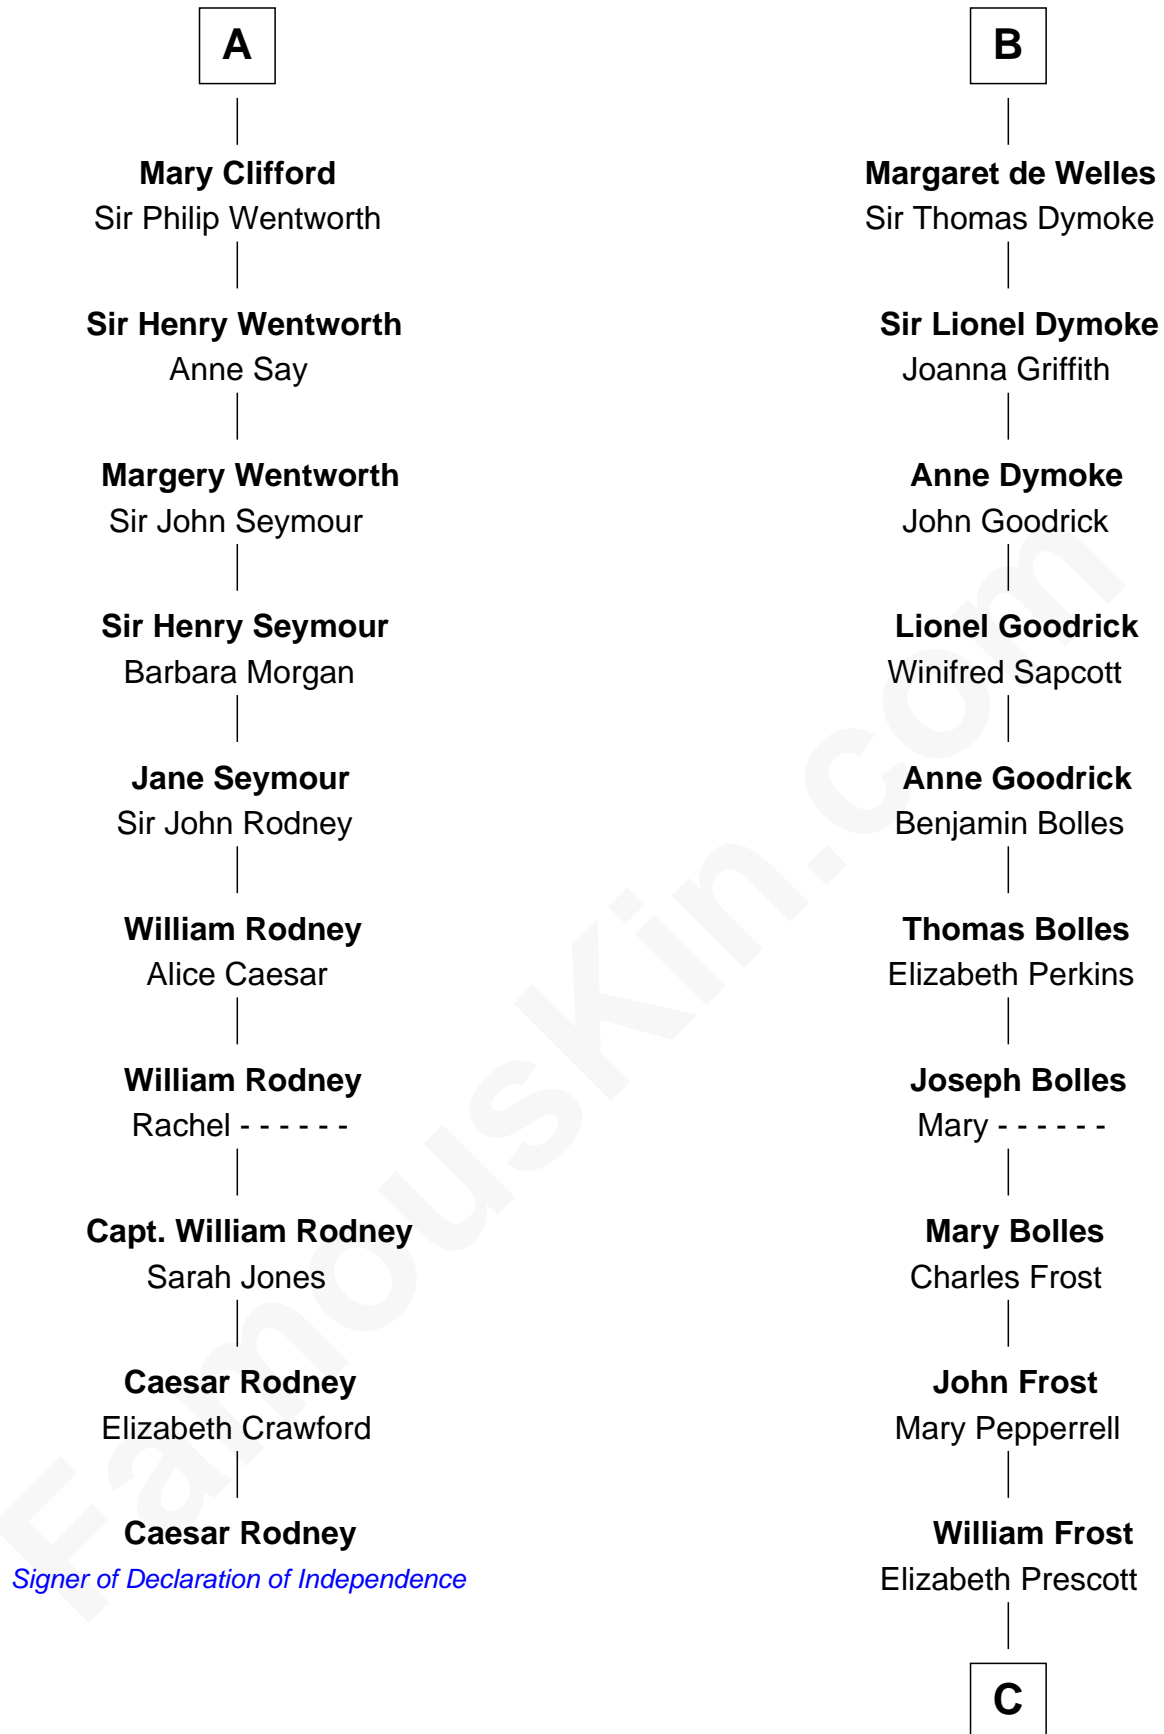 A
Mary Clifford
Sir Philip Wentworth
Sir Henry Wentworth
Anne Say
Margery Wentworth
Sir John Seymour
Sir Henry Seymour
Barbara Morgan
Jane Seymour
Sir John Rodney
William Rodney
Alice Caesar
William Rodney
Rachel - - - - - -
Capt. William Rodney
Sarah Jones
Caesar Rodney
Elizabeth Crawford
Caesar Rodney
Signer of Declaration of Independence
B
Margaret de Welles
Sir Thomas Dymoke
Sir Lionel Dymoke
Joanna Griffith
Anne Dymoke
John Goodrick
Lionel Goodrick
Winifred Sapcott
Anne Goodrick
Benjamin Bolles
Thomas Bolles
Elizabeth Perkins
Joseph Bolles
Mary - - - - - -
Mary Bolles
Charles Frost
John Frost
Mary Pepperrell
William Frost
Elizabeth Prescott
C
FamousKin.com